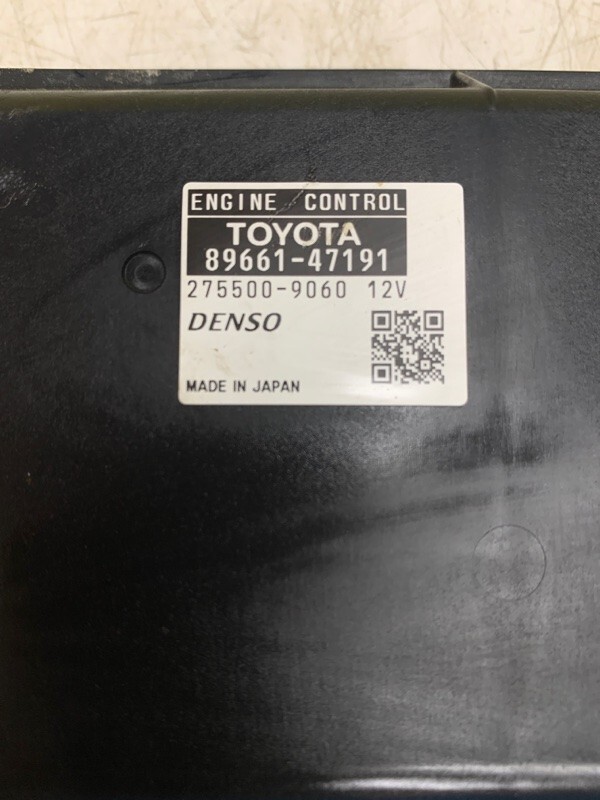 ENGINE CONTROL
TOYOTA
89661-47191
275500-9060 12V
DENSO
MADE IN JAPAN